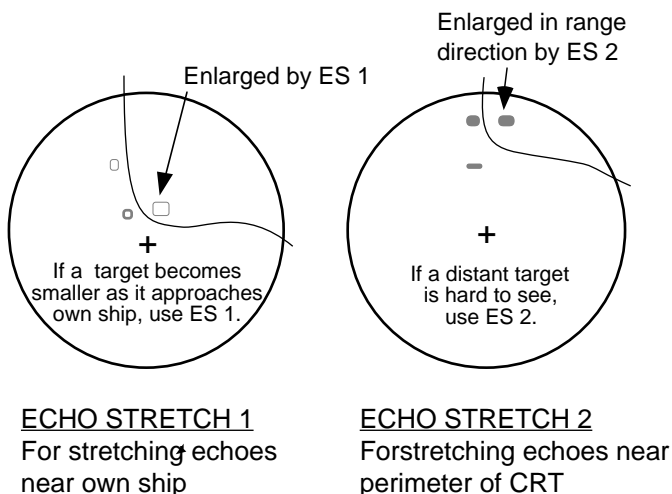 Enlarged in range
direction by ES 2
Enlarged by ES 1
If a target becomes
smaller as it approaches
own ship, use ES 1.
If a distant target
is hard to see,
use ES 2.
ECHO STRETCH 1
For stretching echoes
near own ship
ECHO STRETCH 2
Forstretching echoes near
perimeter of CRT